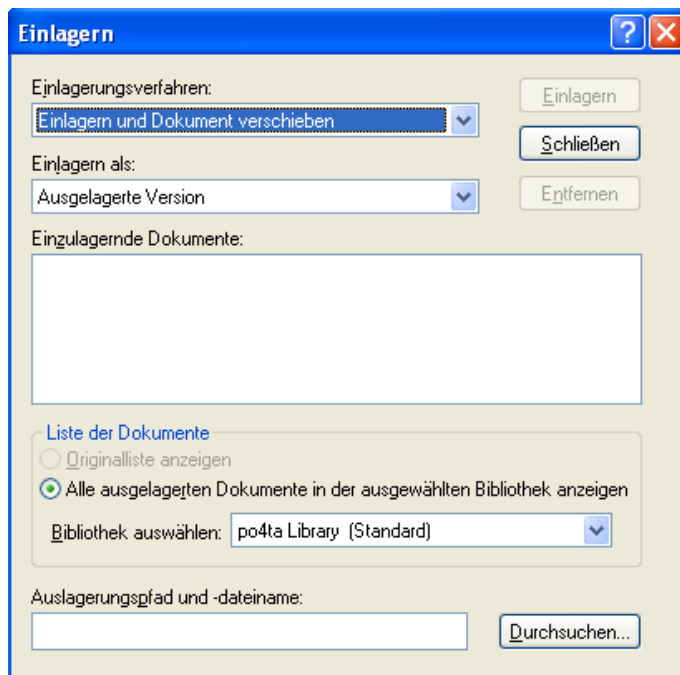 Einlagern
Einlagerungsverfahren:
Einlagern
Einlagern und Dokument verschieben
Schließen
Einlagern als:
Entfernen
Ausgelagerte Version
Einzulagernde Dokumente:
Liste der Dokumente
Originalliste anzeigen
Alle ausgelagerten Dokumente in der ausgewählten Bibliothek anzeigen
Bibliothek auswählen: po4ta Library (Standard)
Auslagerungspfad und -dateiname:
Durchsuchen...